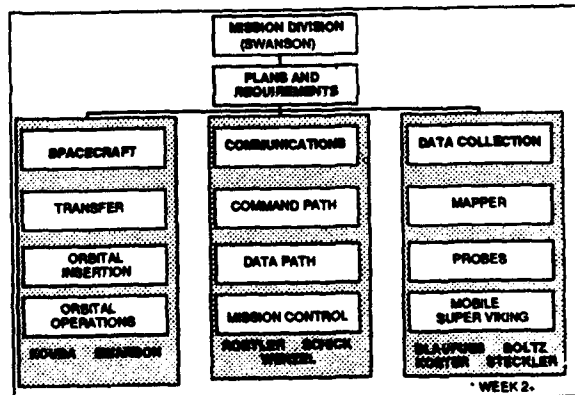 MISSION DIVISION
(SWANSON)
PLANS AND
REQUIREMENTS
SPACECRAFT
TRANSFER
ORBITAL
INSERTION
ORBITAL
OPERATIONS
SWANSON
COMMUNICATIONS
COMMAND PATH
DATA PATH
MISSION CONTROL
SCHICK
WENZEL
DATA COLLECTION
MAPPER
PROBES
MOBILE
SUPER VIKING
BOLTZ
KOSTER STECKLER
* WEEK 2*